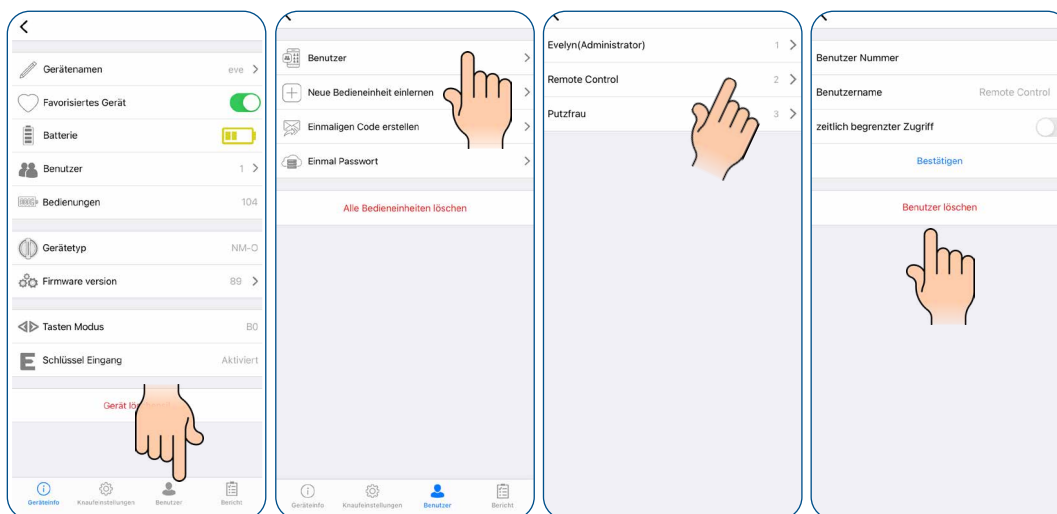 Gerätenamen
eve
Favorisiertes Gerät
Batterie
Benutzer
1
Bedienungen
104
Gerätetyp
NM-O
Firmware version
89
Tasten Modus
B0
Schlüssel Eingang
Aktiviert
Gerät
Geräteinfo
Knaufeinstellungen
Benutzer
Bericht
Benutzer
Neue Bedieneinheit einlernen
Einmaligen Code erstellen
Einmal Passwort
Alle Bedieneinheiten löschen
Geräteinfo
Knaufeinstellungen
Benutzer
Bericht
Evelyn(Administrator)
1
Remote Control
2
Putzfrau
3
Benutzer Nummer
Benutzername
Remote Control
zeitlich begrenzter Zugriff
Bestätigen
Benutzer löschen